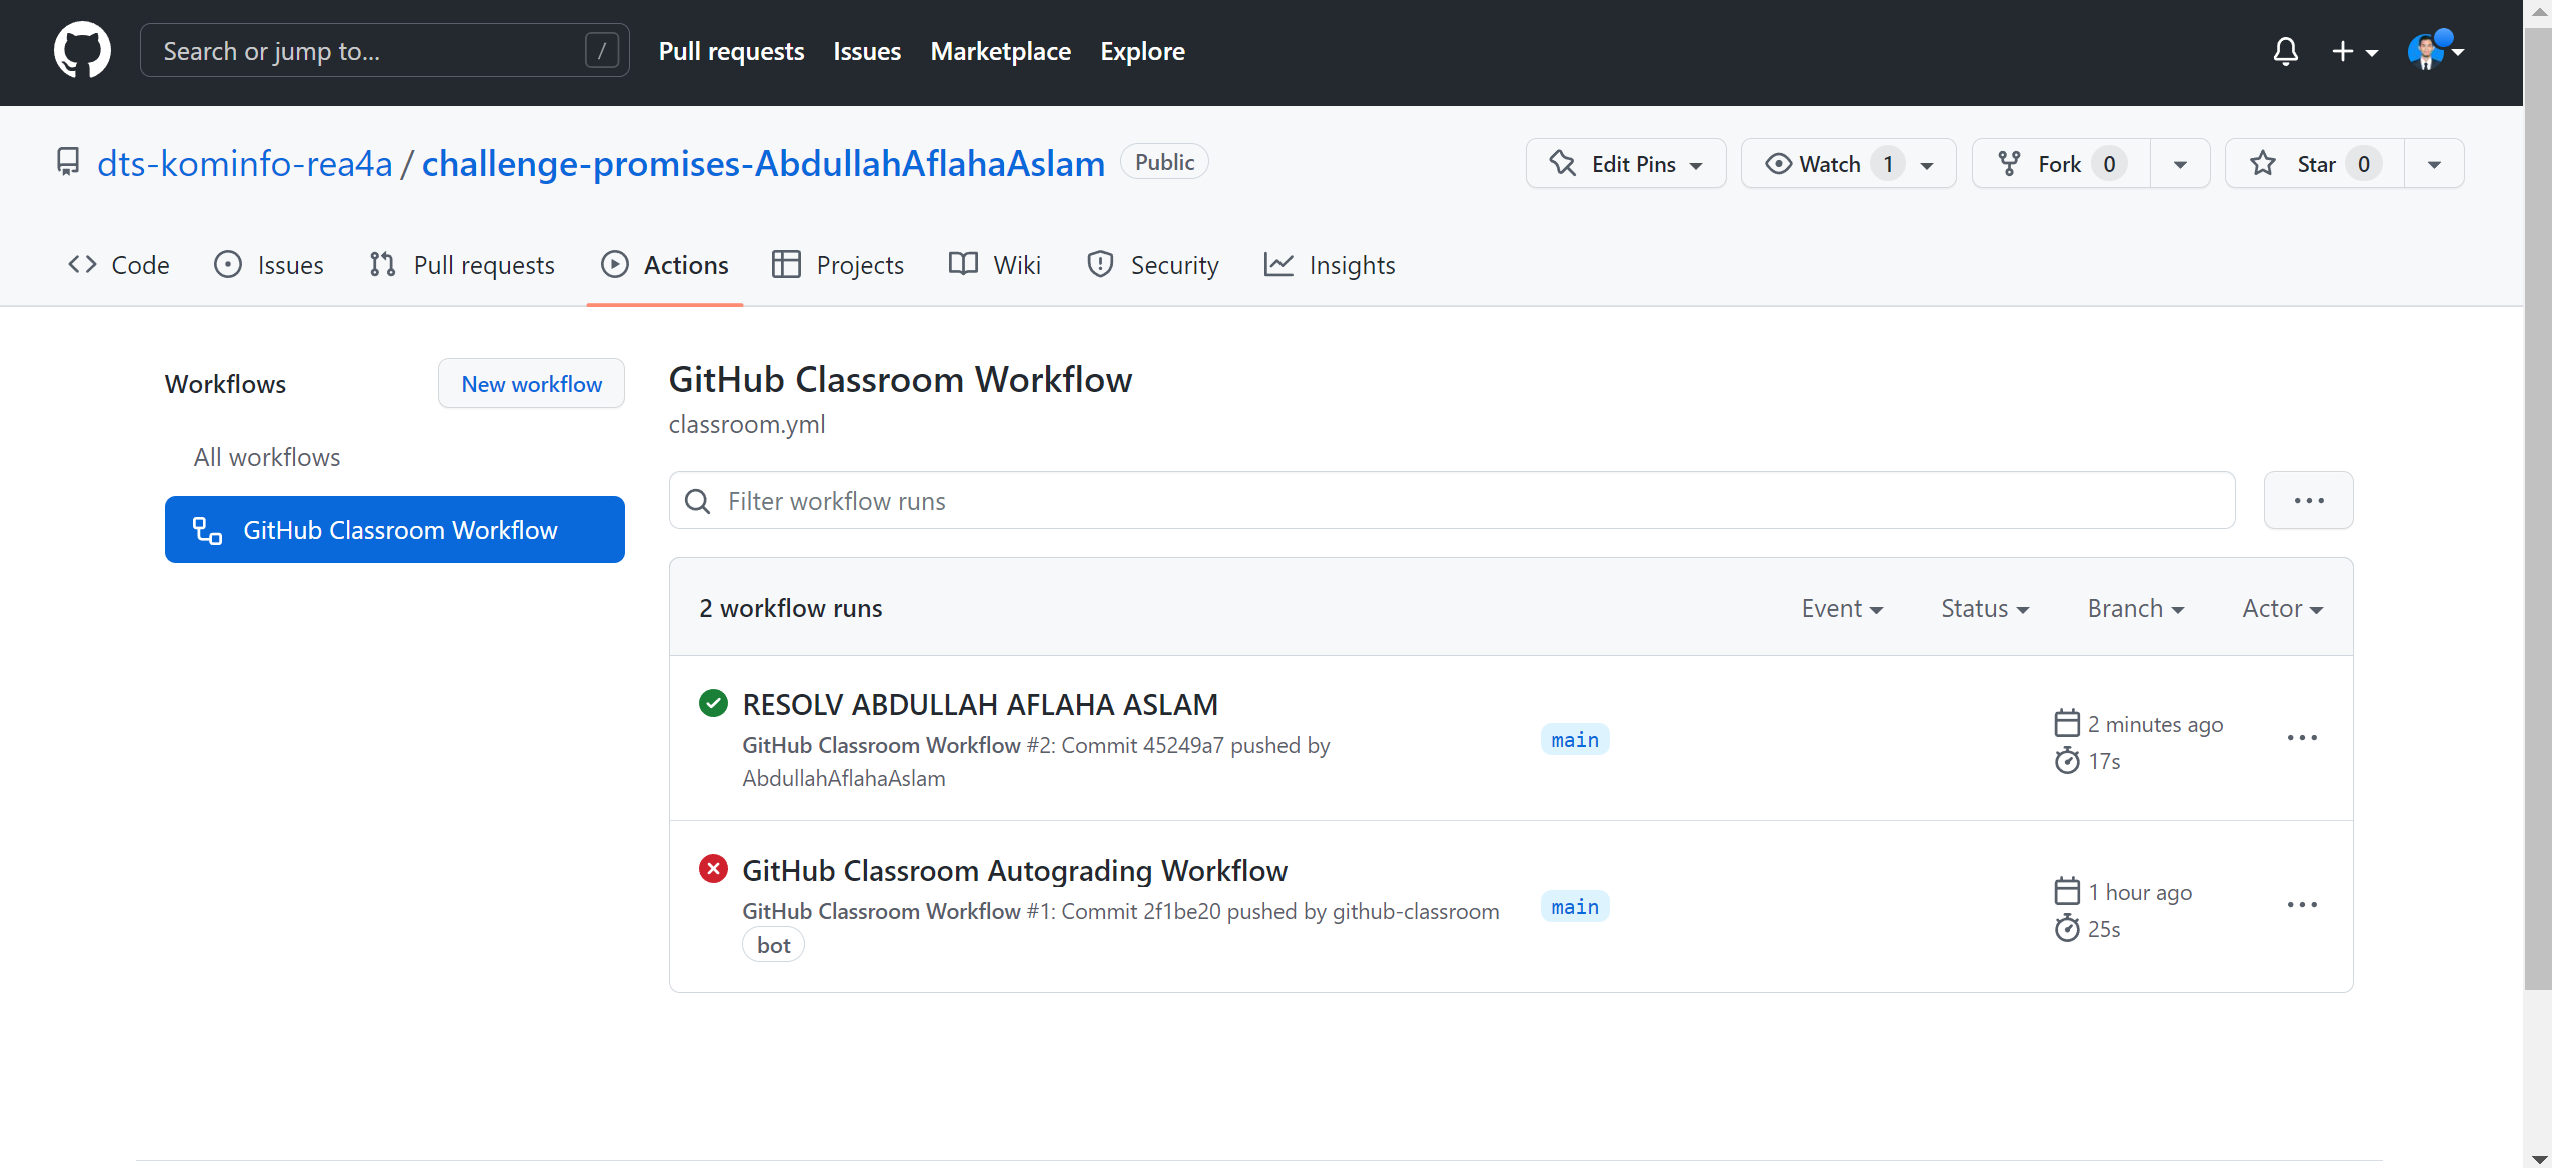 Search or jump to...
/
Pull requests
Issues
Marketplace
Explore
dts-kominfo-rea4a / challenge-promises-AbdullahAflahaAslam
Public
Edit Pins
Watch 1
Fork 0
Star 0
Code
Issues
Pull requests
Actions
Projects
Wiki
Security
Insights
Workflows
New workflow
All workflows
GitHub Classroom Workflow
GitHub Classroom Workflow
classroom.yml
Filter workflow runs
2 workflow runs
Event
Status
Branch
Actor
RESOLV ABDULLAH AFLAHA ASLAM
GitHub Classroom Workflow #2: Commit 45249a7 pushed by
AbdullahAflahaAslam
main
2 minutes ago
17s
GitHub Classroom Autograding Workflow
GitHub Classroom Workflow #1: Commit 2f1be20 pushed by github-classroom
bot
main
1 hour ago
25s